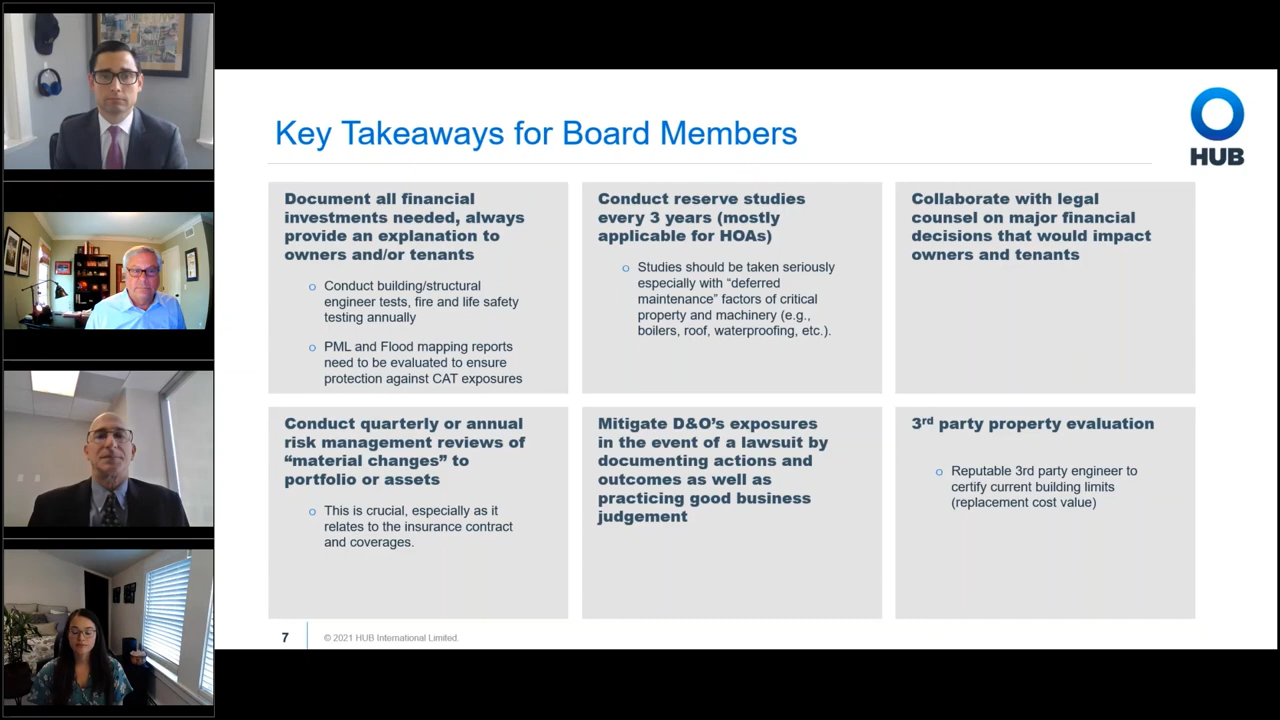 Key Takeaways for Board Members
HUB
Document all financial
investments needed, always
provide an explanation to
owners and/or tenants
o Conduct building/structural
engineer tests, fire and life safety
testing annually
o PML and Flood mapping reports
need to be evaluated to ensure
protection against CAT exposures
Conduct reserve studies
every 3 years (mostly
applicable for HOAs)
o Studies should be taken seriously
especially with “deferred
maintenance” factors of critical
property and machinery (e.g.,
boilers, roof, waterproofing, etc.).
Collaborate with legal
counsel on major financial
decisions that would impact
owners and tenants
Conduct quarterly or annual
risk management reviews of
“material changes” to
portfolio or assets
o This is crucial, especially as it
relates to the insurance contract
and coverages.
Mitigate D&O’s exposures
in the event of a lawsuit by
documenting actions and
outcomes as well as
practicing good business
judgement
3rd party property evaluation
o Reputable 3rd party engineer to
certify current building limits
(replacement cost value)
7
© 2021 HUB International Limited.